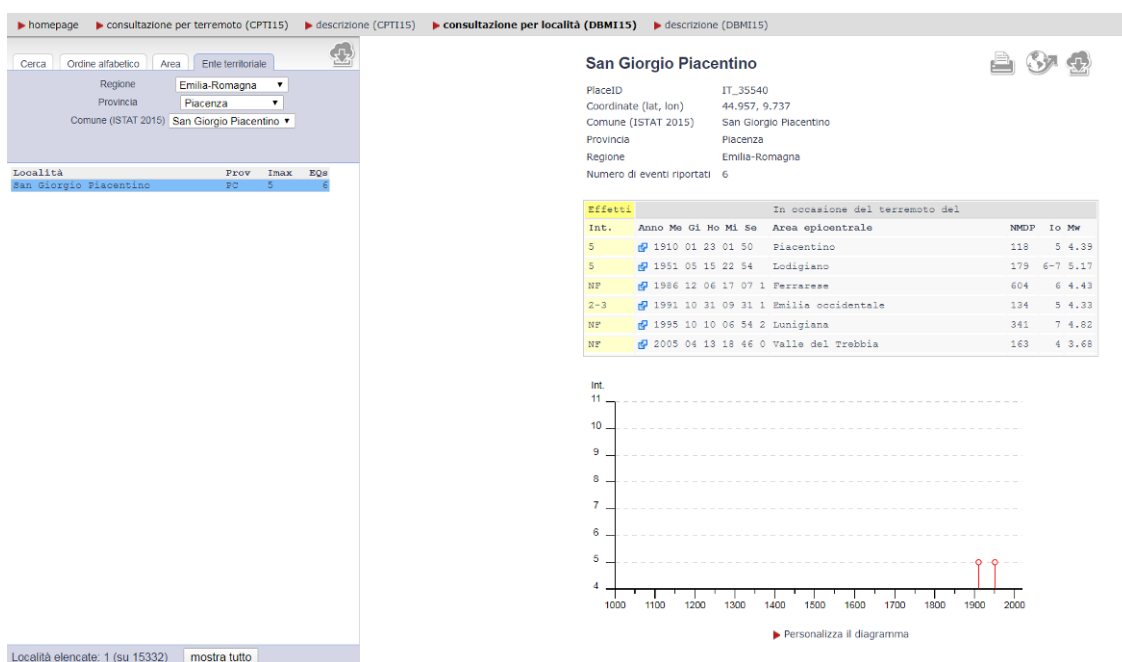 homepage consultazione per terremoto (CPTI15) descrizione (CPTI15) consultazione per località (DBMI15) descrizione (DBMI15)
Cerca Ordine alfabetico Area Ente territoriale
Regione Emilia-Romagna
Provincia Piacenza
Comune (ISTAT 2015) San Giorgio Piacentino
Località Prov Imax EQs
San Giorgio Piacentino PC 5 6
Località elencate: 1 (su 15332) mostra tutto
San Giorgio Piacentino
PlaceID IT_35540
Coordinate (lat, lon) 44.957, 9.737
Comune (ISTAT 2015) San Giorgio Piacentino
Provincia Piacenza
Regione Emilia-Romagna
Numero di eventi riportati 6
Effetti In occasione del terremoto del
Int. Anno Me Gi Ho Mi Se Area epicentrale NMDP Io Mw
5 1910 01 23 01 50 Piacentino 118 5 4.39
5 1951 05 15 22 54 Lodigiano 179 6-7 5.17
NF 1986 12 06 17 07 1 Ferrarese 604 6 4.43
2-3 1991 10 31 09 31 1 Emilia occidentale 134 5 4.33
NF 1995 10 10 06 54 2 Lunigiana 341 7 4.82
NF 2005 04 13 18 46 0 Valle del Trebbia 163 4 3.68
Int.
11
10
9
8
7
6
5
4
1000 1100 1200 1300 1400 1500 1600 1700 1800 1900 2000
Personalizza il diagramma